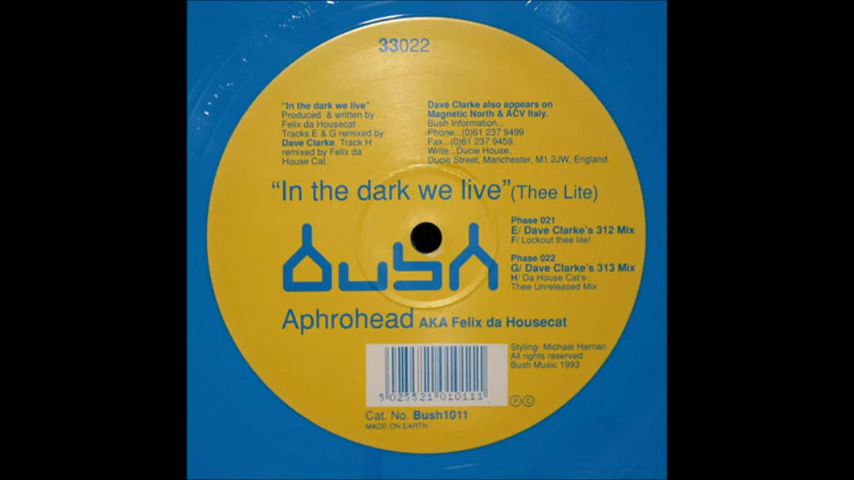 33022
"In the dark we live"
Produced & written by
Felix da Housecat
Tracks E & G remixed by
Dave Clarke. Track H
remixed by Felix da
House Cat.
Dave Clarke also appears on
Magnetic North & ACV Italy.
Bush Information...
Phone...(0)61 237 9499
Fax...(0)61 237 9459.
Write...Ducie House,
Ducie Street, Manchester, M1 2JW, England.
"In the dark we live" (Thee Lite)
Phase 021
E/ Dave Clarke's 312 Mix
F/ Lockout thee lite!
Phase 022
G/ Dave Clarke's 313 Mix
H/ Da House Cat's-
Thee Unreleased Mix
bush
Aphrohead AKA Felix da Housecat
Styling- Michael Hernan
All rights reserved
Bush Music 1993
5 025521 010111
Ⓟ Ⓒ
Cat. No. Bush1011
MADE ON EARTH